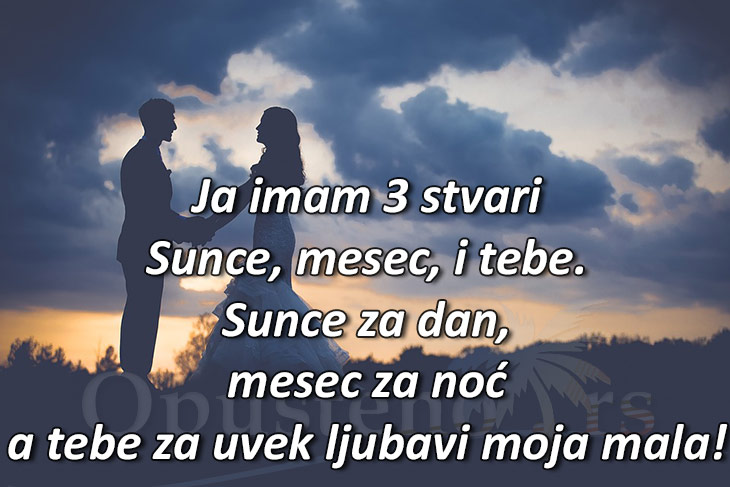 Ja imam 3 stvari
Sunce, mesec, i tebe.
Sunce za dan,
mesec za noć
Opušteno rs
a tebe za uvek ljubavi moja mala!